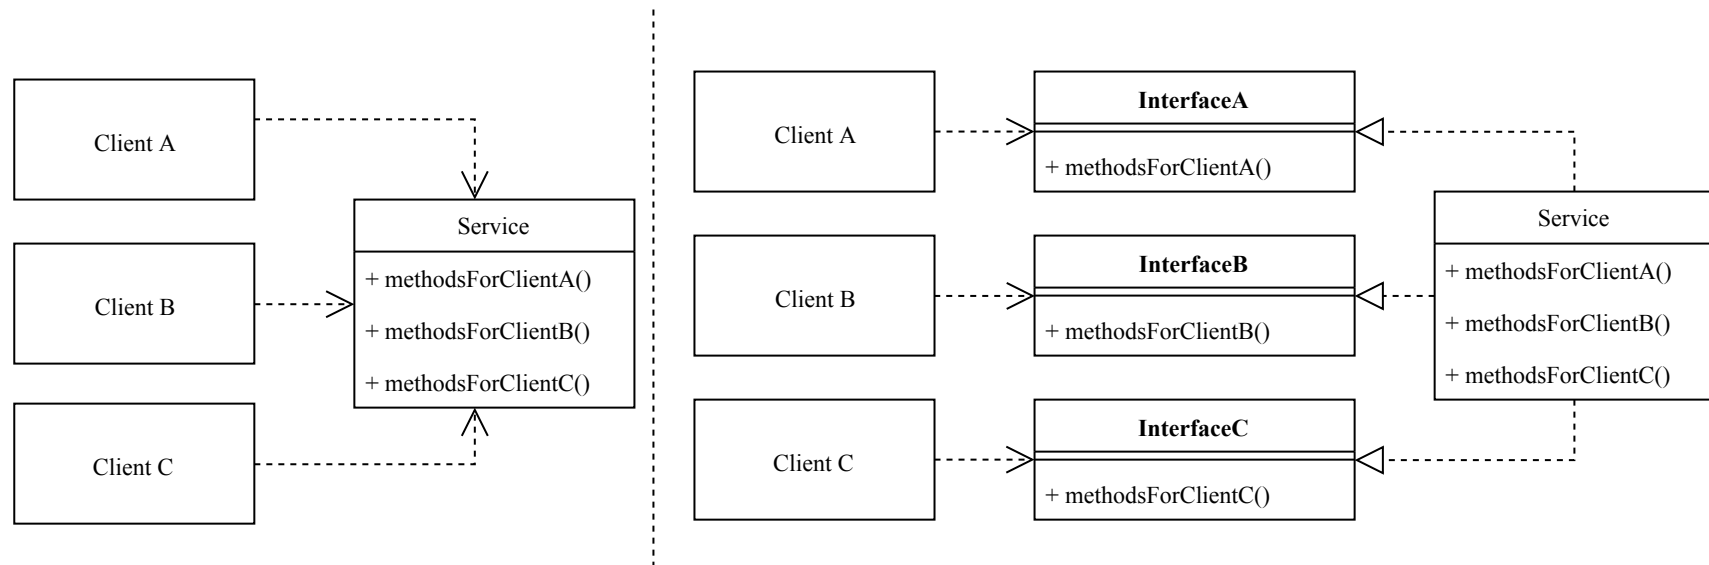 Client A
Client B
Client C
Service
+ methodsForClientA()
+ methodsForClientB()
+ methodsForClientC()
Client A
Client B
Client C
InterfaceA
+ methodsForClientA()
InterfaceB
+ methodsForClientB()
InterfaceC
+ methodsForClientC()
Service
+ methodsForClientA()
+ methodsForClientB()
+ methodsForClientC()